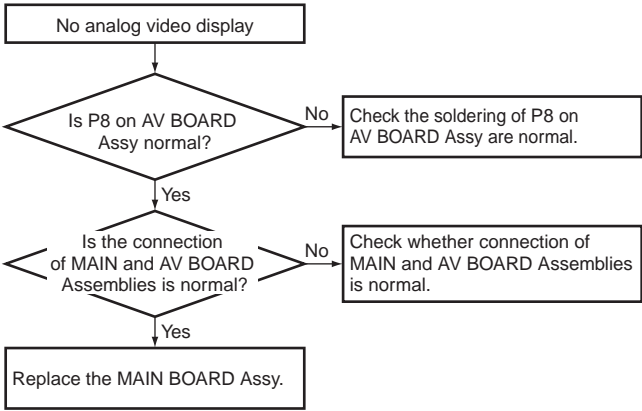 No analog video display
Is P8 on AV BOARD
Assy normal?
No
Check the soldering of P8 on
AV BOARD Assy are normal.
Yes
Is the connection
of MAIN and AV BOARD
Assemblies is normal?
No
Check whether connection of
MAIN and AV BOARD Assemblies
is normal.
Yes
Replace the MAIN BOARD Assy.